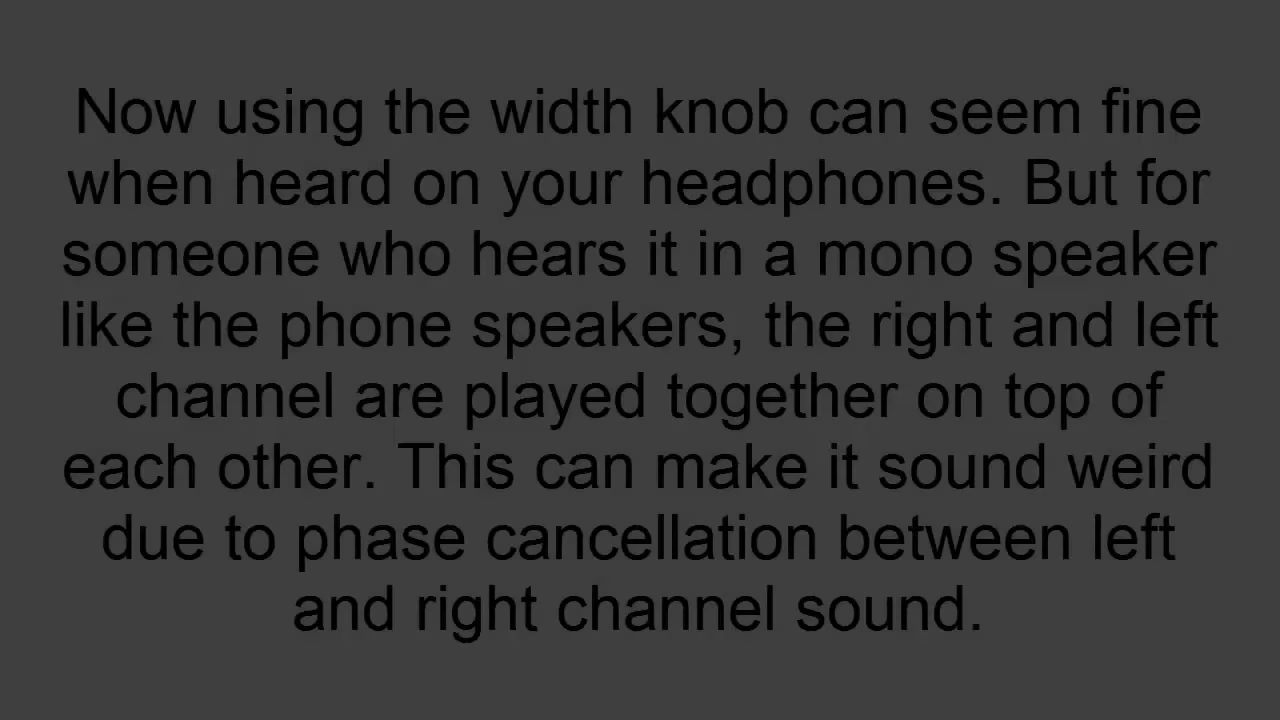 Now using the width knob can seem fine
when heard on your headphones. But for
someone who hears it in a mono speaker
like the phone speakers, the right and left
channel are played together on top of
each other. This can make it sound weird
due to phase cancellation between left
and right channel sound.